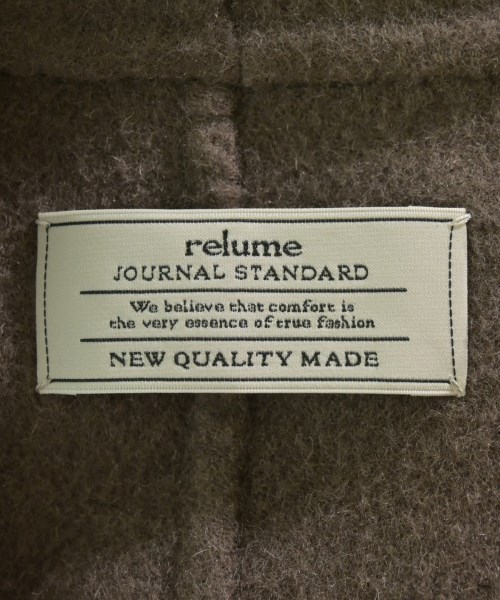 relume
JOURNAL STANDARD
We believe that comfort is
the very essence of true fashion
NEW QUALITY MADE